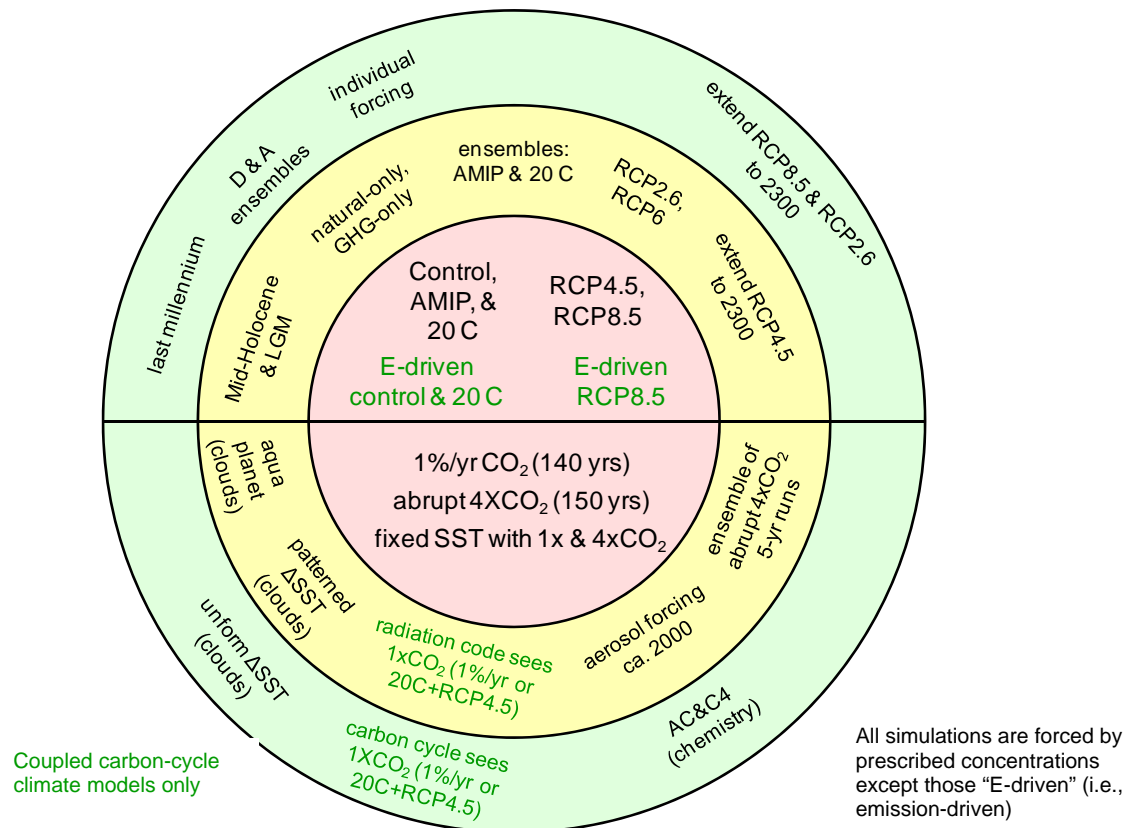 individual
forcing
D & A
ensembles
last millennium
extend RCP8.5 & RCP2.6
to 2300
ensembles:
AMIP & 20 C
natural-only,
GHG-only
RCP2.6,
RCP6
Mid-Holocene
& LGM
extend RCP4.5
to 2300
Control,
AMIP, &
20 C
RCP4.5,
RCP8.5
E-driven
control & 20 C
E-driven
RCP8.5
1%/yr CO₂ (140 yrs)
abrupt 4XCO₂ (150 yrs)
fixed SST with 1x & 4xCO₂
aqua
planet
(clouds)
ensemble of
abrupt 4xCO₂
5-yr runs
patterned
ΔSST
(clouds)
aerosol forcing
ca. 2000
radiation code sees
1xCO₂ (1%/yr or
20C+RCP4.5)
unform ΔSST
(clouds)
AC&C4
(chemistry)
carbon cycle sees
1XCO₂ (1%/yr or
20C+RCP4.5)
Coupled carbon-cycle
climate models only
All simulations are forced by
prescribed concentrations
except those “E-driven” (i.e.,
emission-driven)